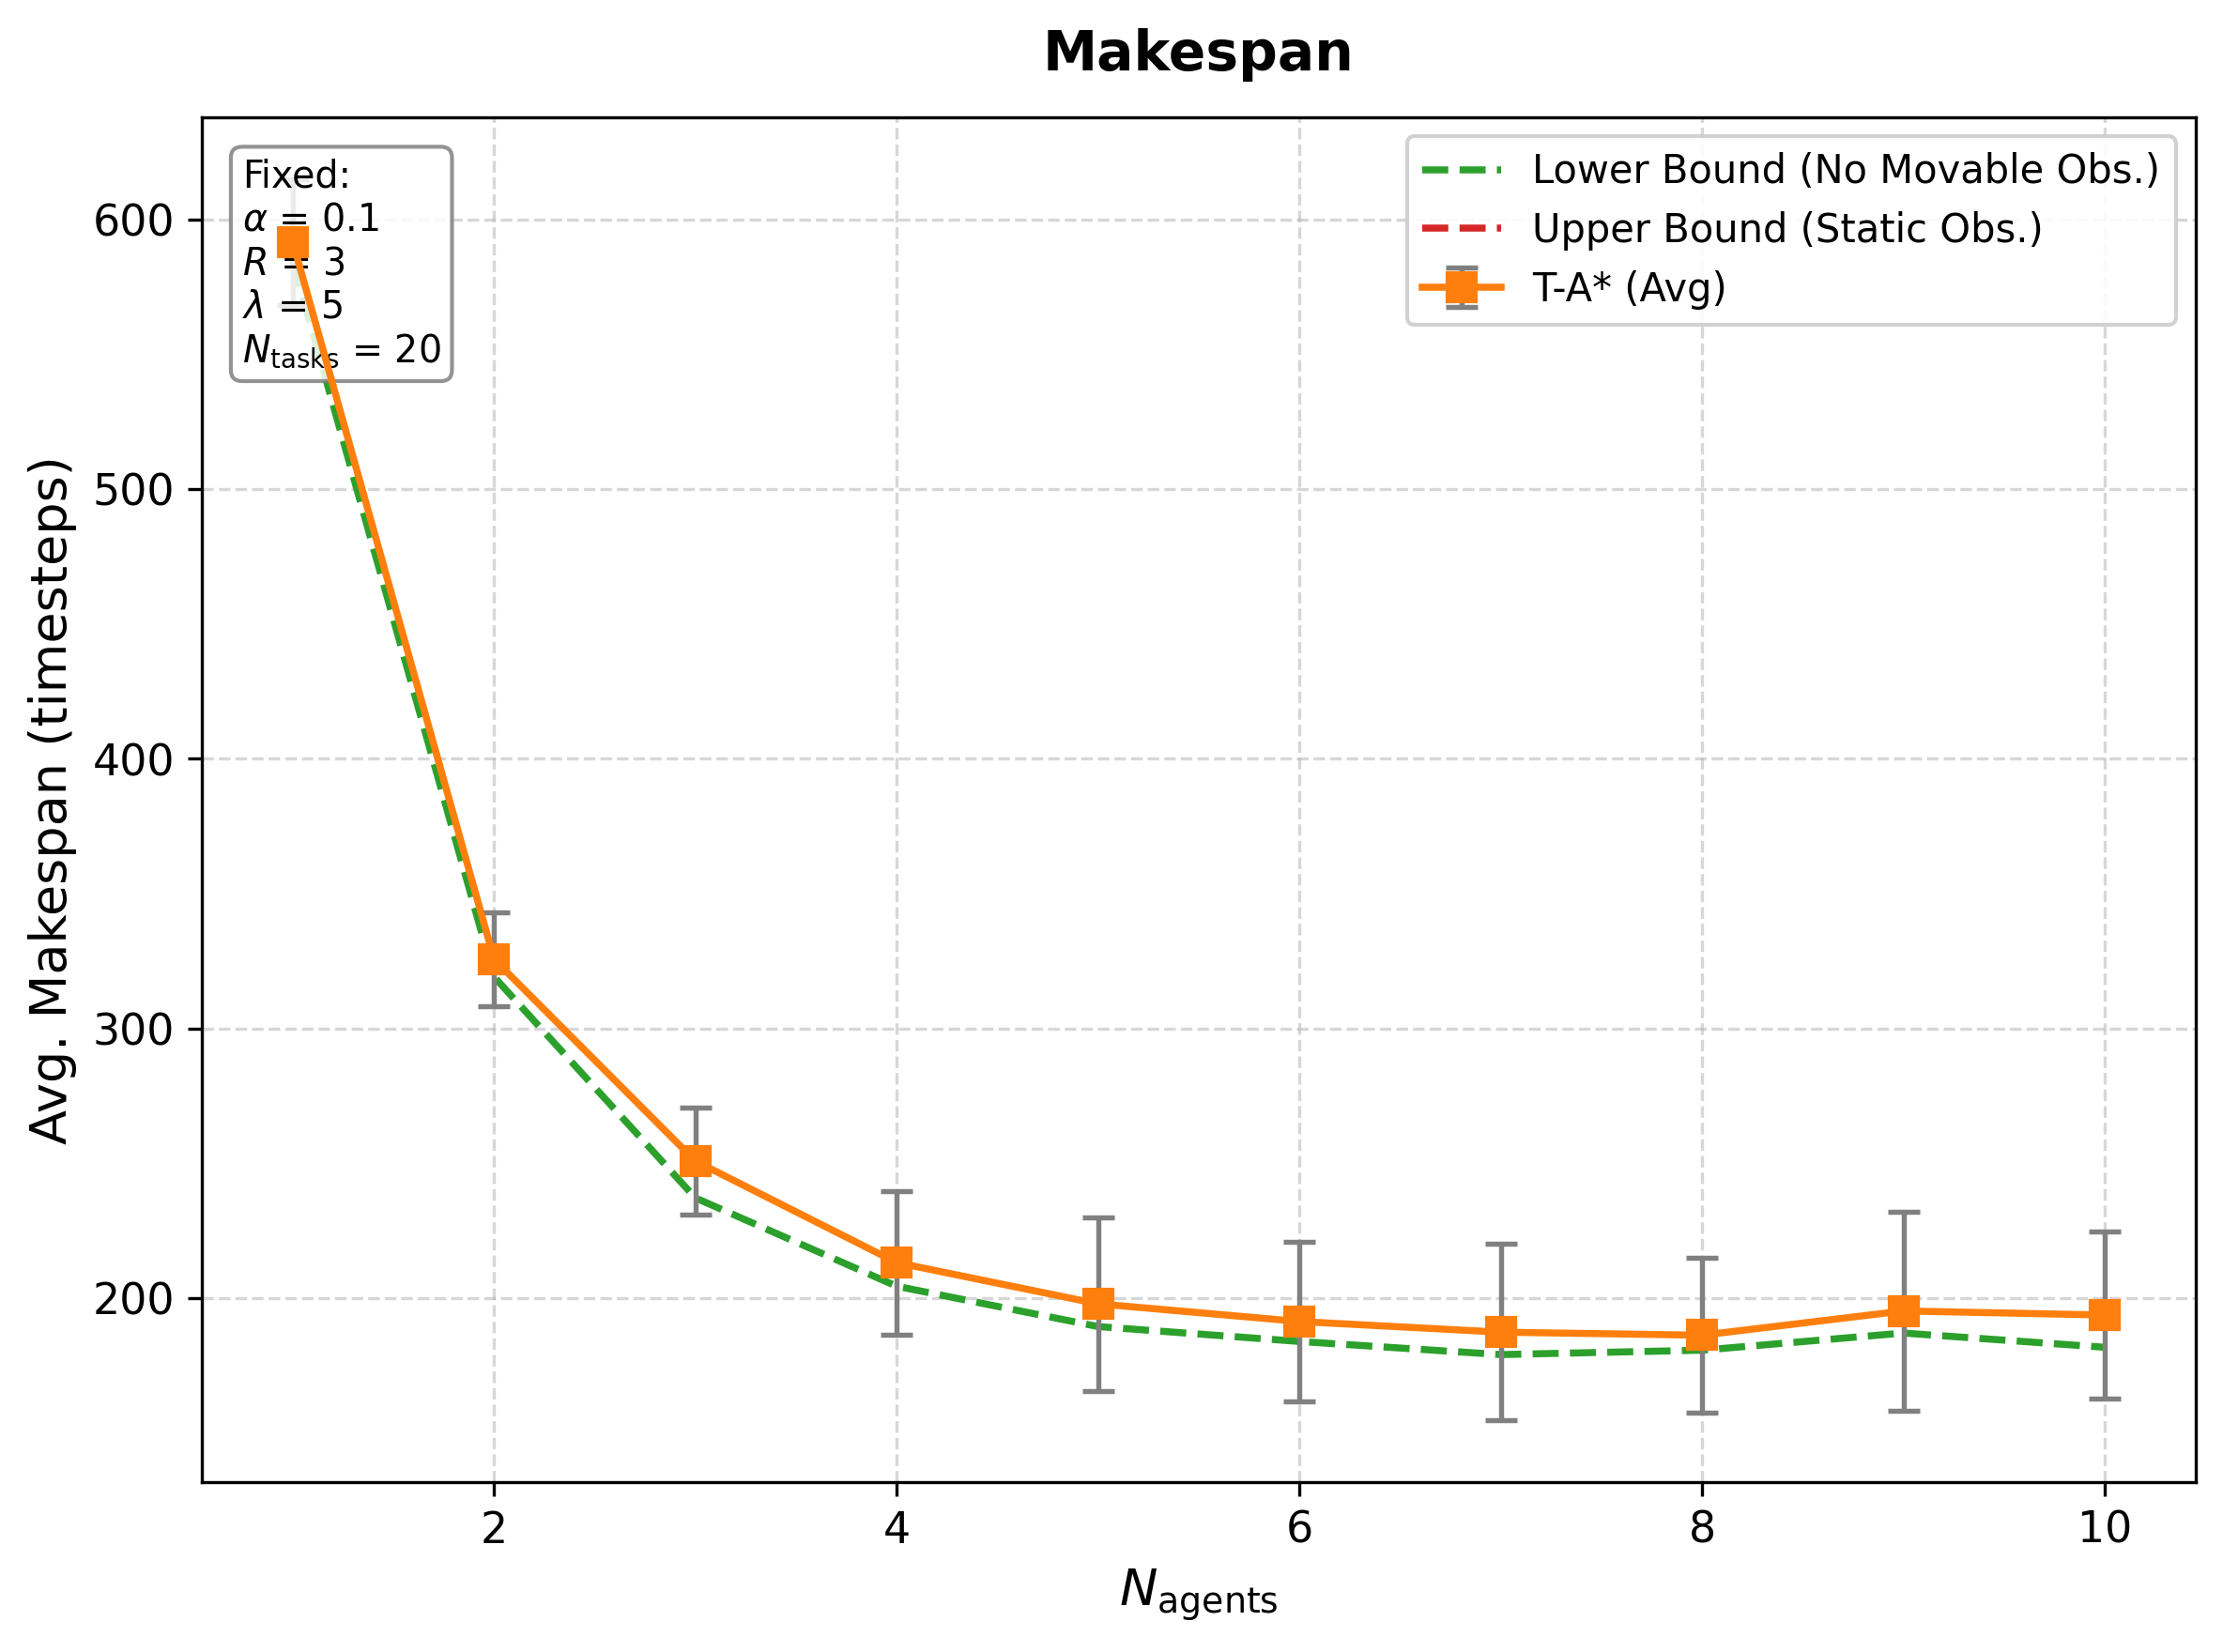 Makespan
Fixed:
α = 0.1
R = 3
λ = 5
N_tasks = 20
Lower Bound (No Movable Obs.)
Upper Bound (Static Obs.)
T-A* (Avg)
600
500
400
300
200
Avg. Makespan (timesteps)
2 4 6 8 10
N_agents